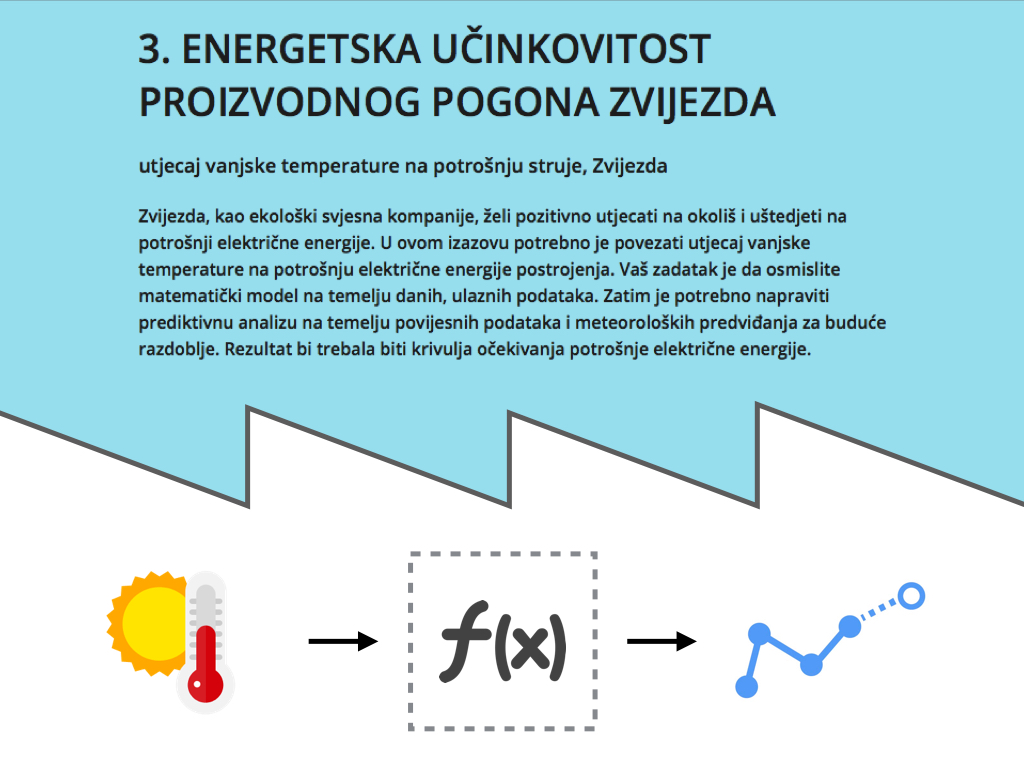 3. ENERGETSKA UČINKOVITOST
PROIZVODNOG POGONA ZVIJEZDA
utjecaj vanjske temperature na potrošnju struje, Zvijezda
Zvijezda, kao ekološki svjesna kompanije, želi pozitivno utjecati na okoliš i uštedjeti na
potrošnji električne energije. U ovom izazovu potrebno je povezati utjecaj vanjske
temperature na potrošnju električne energije postrojenja. Vaš zadatak je da osmislite
matematički model na temelju danih, ulaznih podataka. Zatim je potrebno napraviti
prediktivnu analizu na temelju povijesnih podataka i meteoroloških predviđanja za buduće
razdoblje. Rezultat bi trebala biti krivulja očekivanja potrošnje električne energije.
f(x)